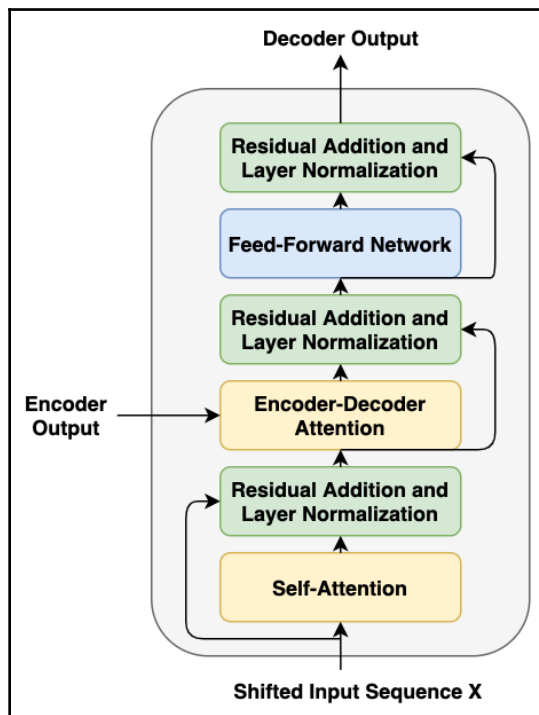 Decoder Output
Residual Addition and
Layer Normalization
Feed-Forward Network
Residual Addition and
Layer Normalization
Encoder
Output
Encoder-Decoder
Attention
Residual Addition and
Layer Normalization
Self-Attention
Shifted Input Sequence X